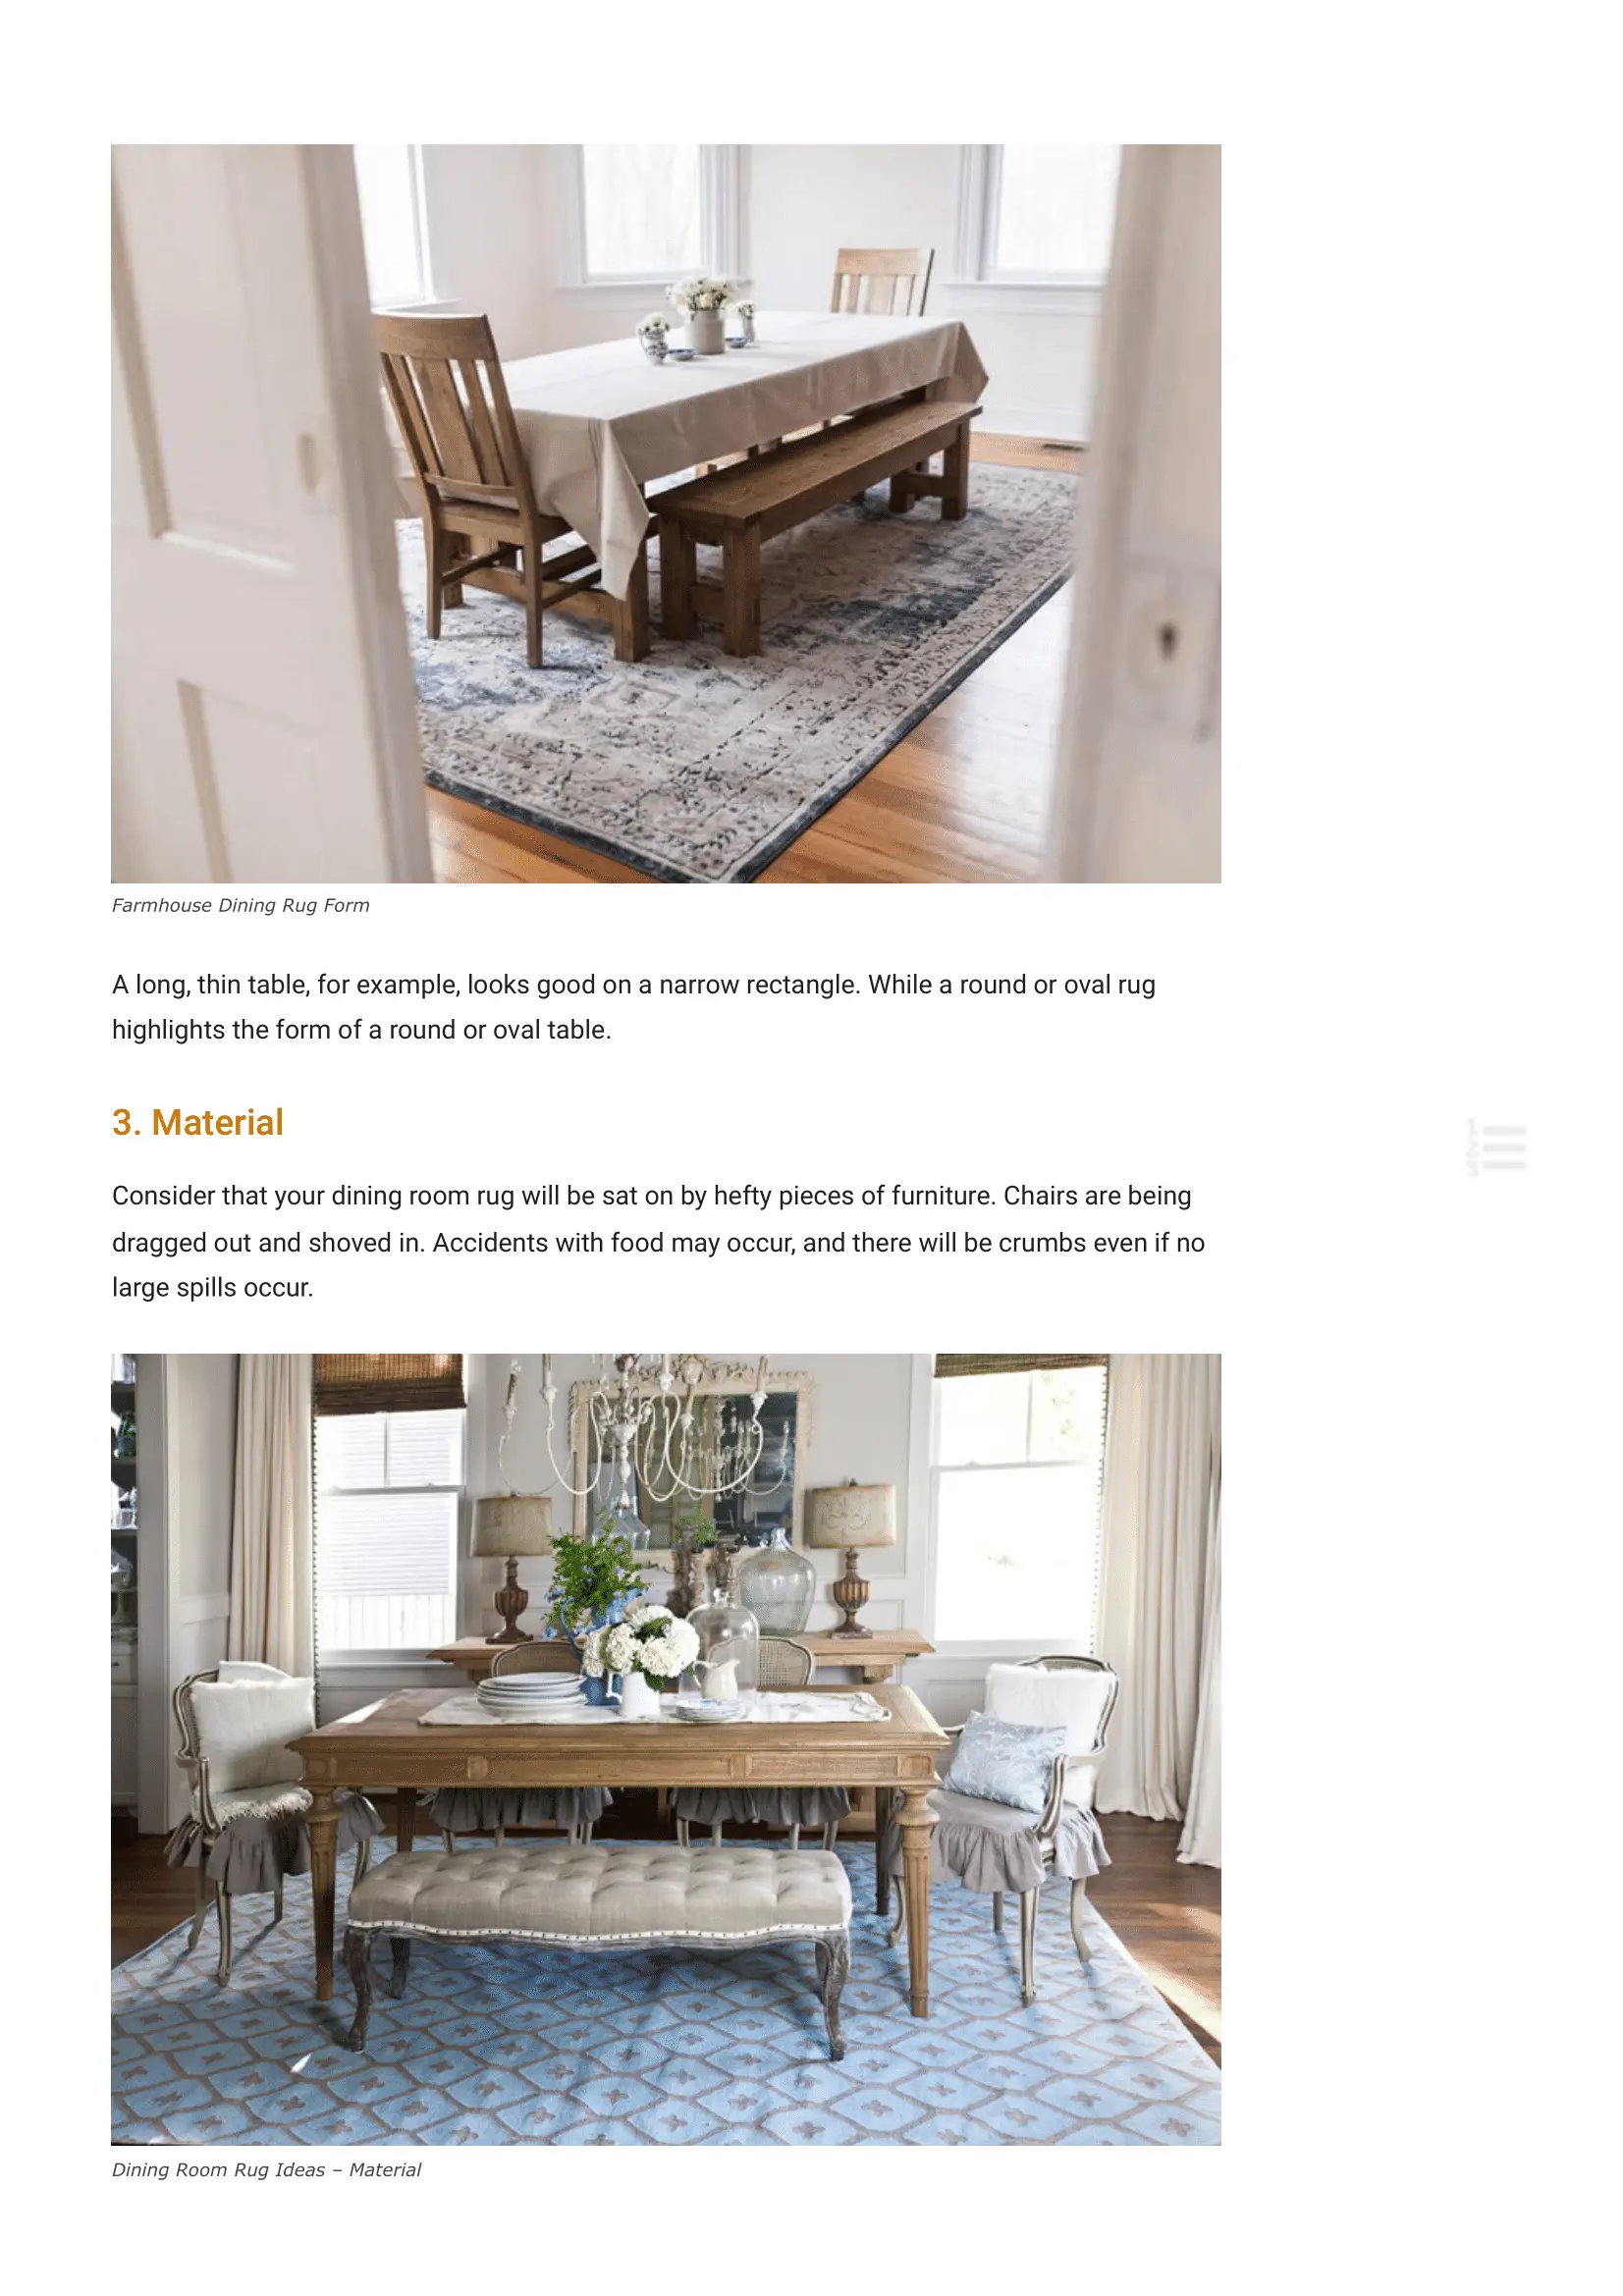 Farmhouse Dining Rug Form
A long, thin table, for example, looks good on a narrow rectangle. While a round or oval rug
highlights the form of a round or oval table.
3. Material
Consider that your dining room rug will be sat on by hefty pieces of furniture. Chairs are being
dragged out and shoved in. Accidents with food may occur, and there will be crumbs even if no
large spills occur.
Dining Room Rug Ideas – Material